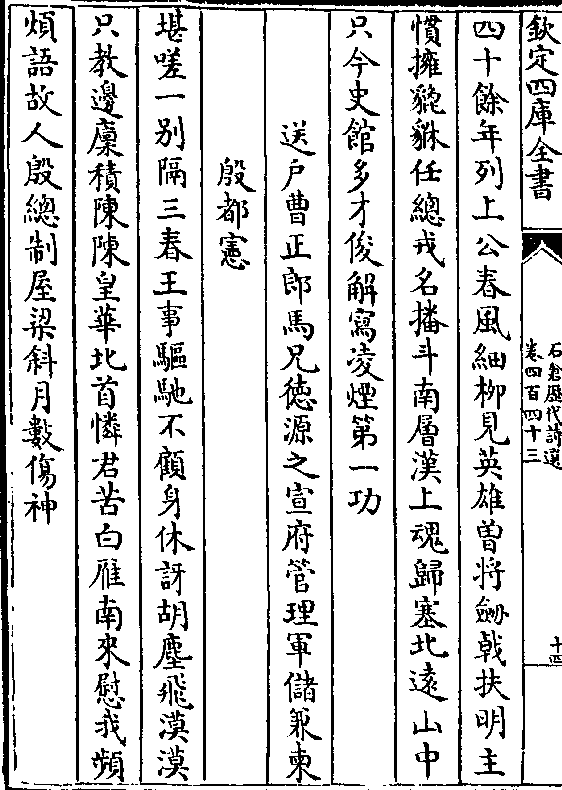 欽定四庫全書
石倉歷代詩選
卷四百四十三
十四
四十餘年列上公春風細柳見英雄曽將劒戟扶明主
慣擁貔貅任總戎名播斗南層漢上魂歸塞北逺山中
只今史館多才俊解寫凌煙第一功
送户曹正郎馬兄徳源之宣府管理軍儲兼柬
殷都憲
堪嗟一别隔三春王事驅馳不顧身休訝胡塵飛漠漠
只教邊廪積陳陳皇華北首憐君苦白雁南來慰我頻
煩語故人殷總制屋梁斜月數傷神